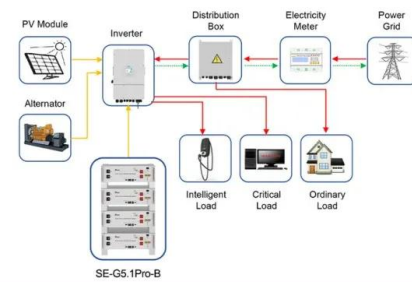 PV Module
Inverter
Distribution
Box
Electricity
Meter
Power
Grid
Alternator
Intelligent
Load
Critical
Load
Ordinary
Load
SE-G5.1Pro-B